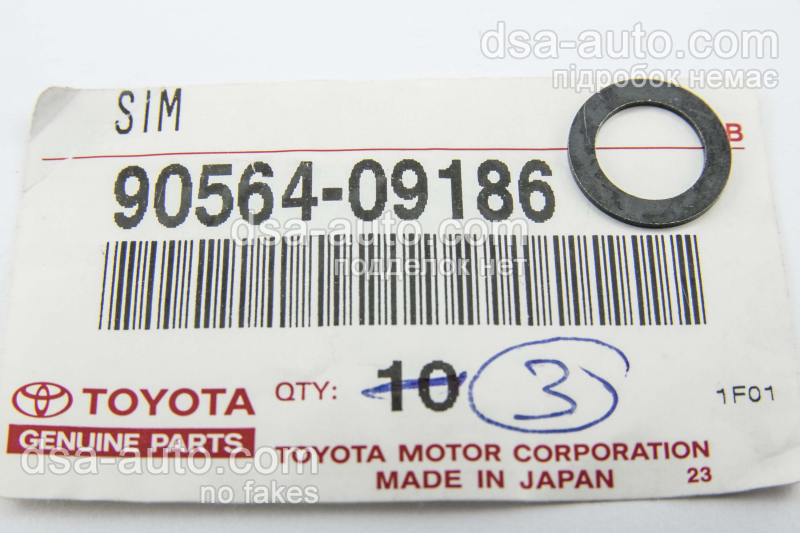 dsa-auto.com
підробок немає
SIM
B
90564-09186
dsa-auto.com
подделок нет
TOYOTA
GENUINE PARTS
QTY: 10 3
1F01
TOYOTA MOTOR CORPORATION
MADE IN JAPAN 23
dsa-auto.com
no fakes